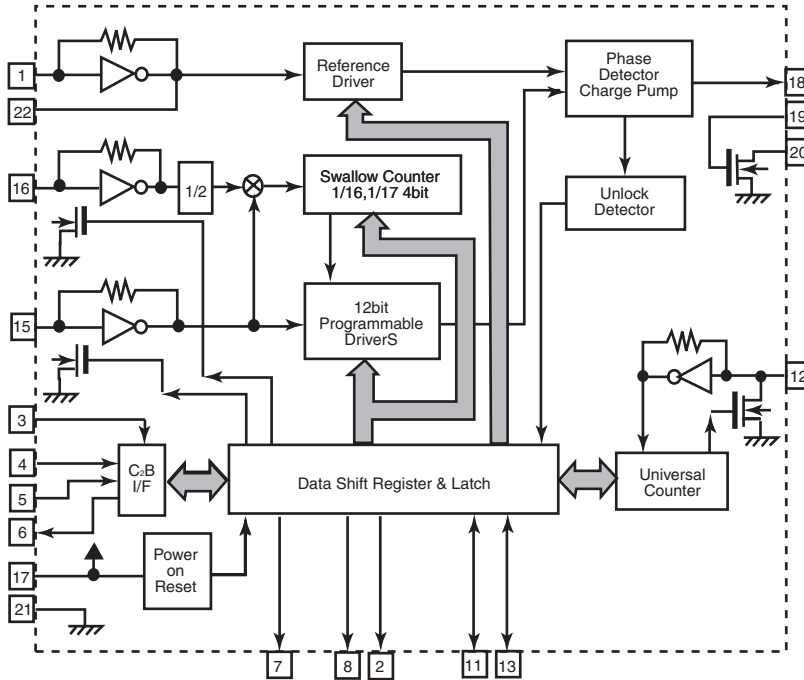 1
Reference
Driver
Phase
Detector
Charge Pump
18
22
19
20
16
1/2
Swallow Counter
1/16,1/17 4bit
Unlock
Detector
15
12bit
Programmable
DriverS
12
3
4
C2B
I/F
5
6
Data Shift Register & Latch
Universal
Counter
17
Power
on
Reset
21
7
8
2
11
13